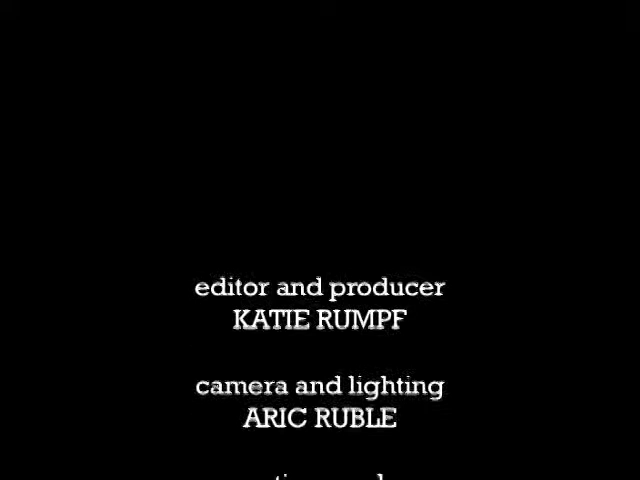 editor and producer
KATIE RUMPF
camera and lighting
ARIC RUBLE